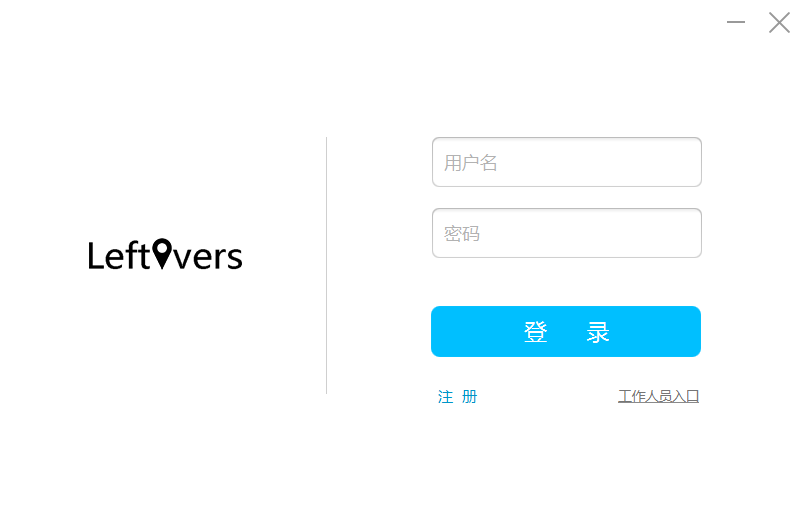 Leftovers
用户名
密码
登 录
注 册
工作人员入口